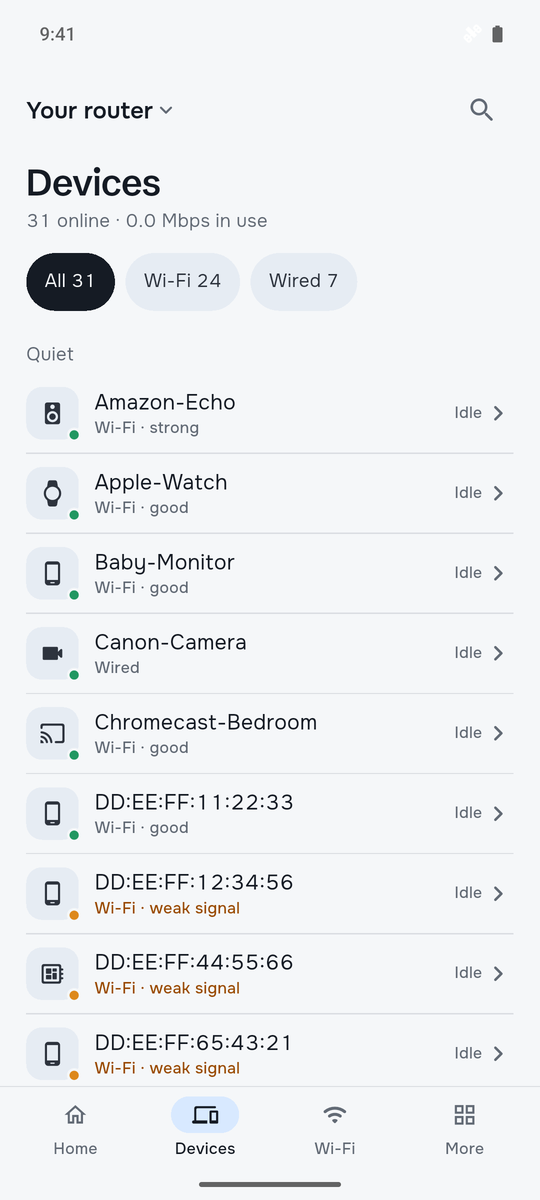 9:41
Your router
Devices
31 online · 0.0 Mbps in use
All 31
Wi-Fi 24
Wired 7
Quiet
Amazon-Echo
Wi-Fi · strong
Idle
Apple-Watch
Wi-Fi · good
Idle
Baby-Monitor
Wi-Fi · good
Idle
Canon-Camera
Wired
Idle
Chromecast-Bedroom
Wi-Fi · good
Idle
DD:EE:FF:11:22:33
Wi-Fi · good
Idle
DD:EE:FF:12:34:56
Wi-Fi · weak signal
Idle
DD:EE:FF:44:55:66
Wi-Fi · weak signal
Idle
DD:EE:FF:65:43:21
Wi-Fi · weak signal
Idle
Home
Devices
Wi-Fi
More